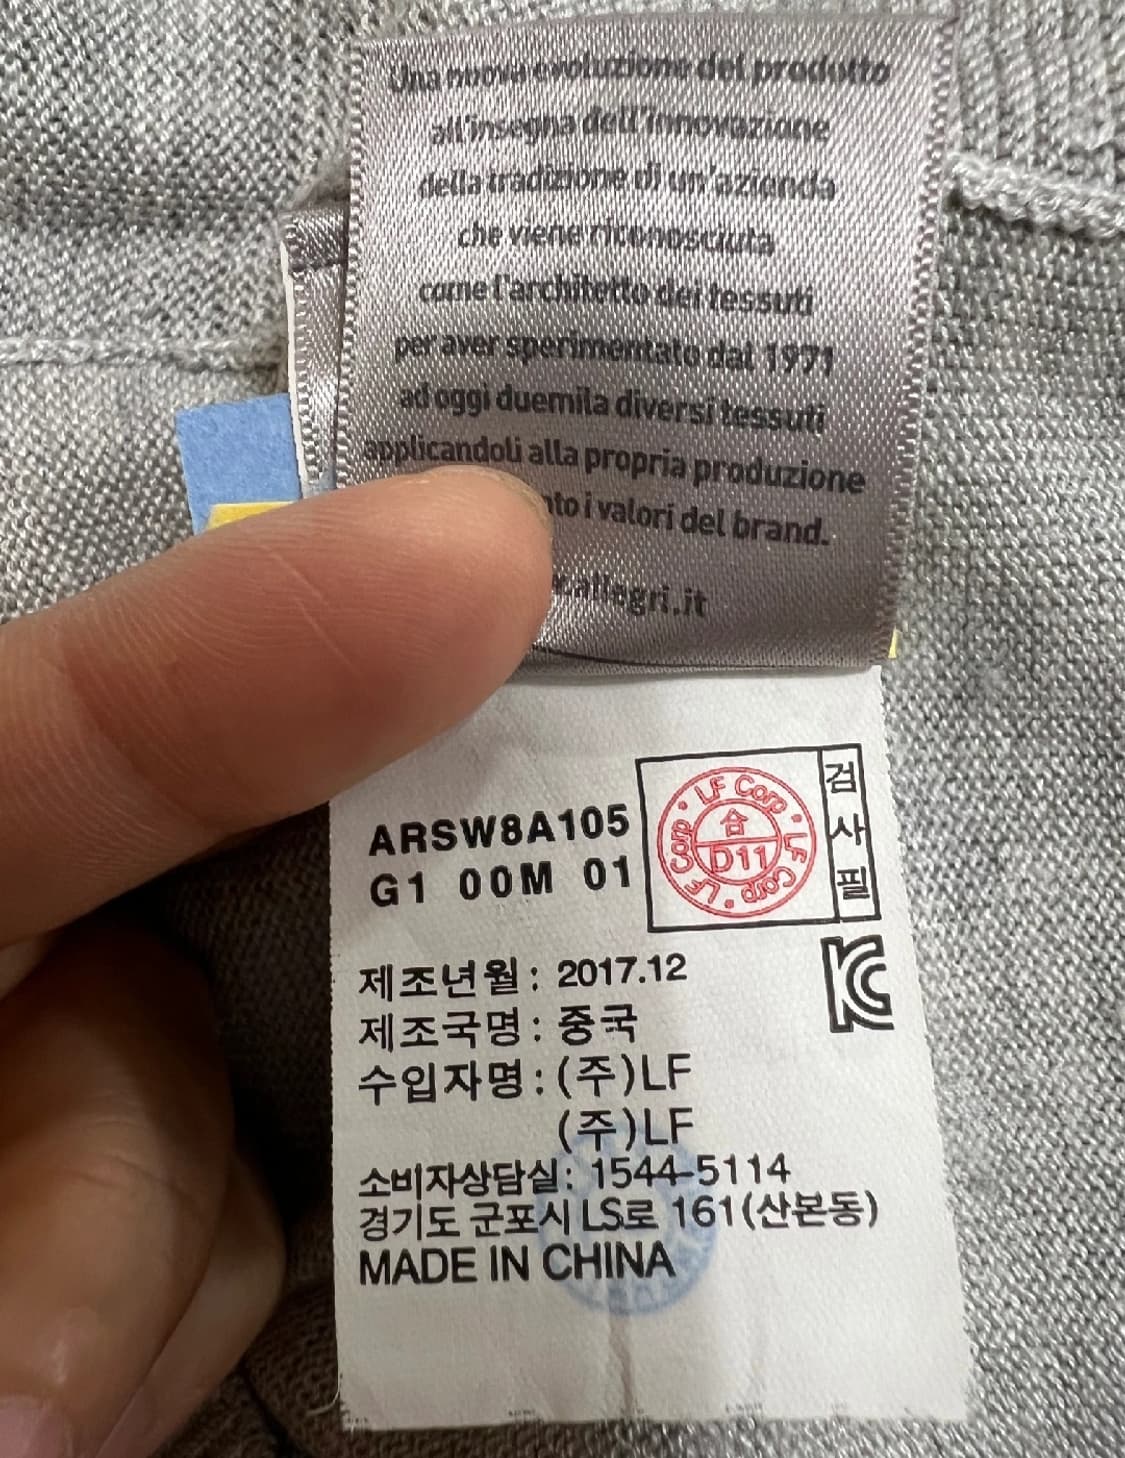 Una nuova evoluzione del prodotto
all'insegna dell'innovazione
della tradizione di un'azienda
che viene riconosciuta
come l'architetto dei tessuti
per aver sperimentato dal 1971
ad oggi duemila diversi tessuti
applicandoli alla propria produzione
i valori del brand.
.allegri.it
ARSW8A105
G1 00M 01
LF Corp · LF Corp · LF Corp ·
合
D11
검
사
필
KC
제조년월: 2017.12
제조국명: 중국
수입자명: (주)LF
(주)LF
소비자상담실: 1544-5114
경기도 군포시 LS로 161(산본동)
MADE IN CHINA